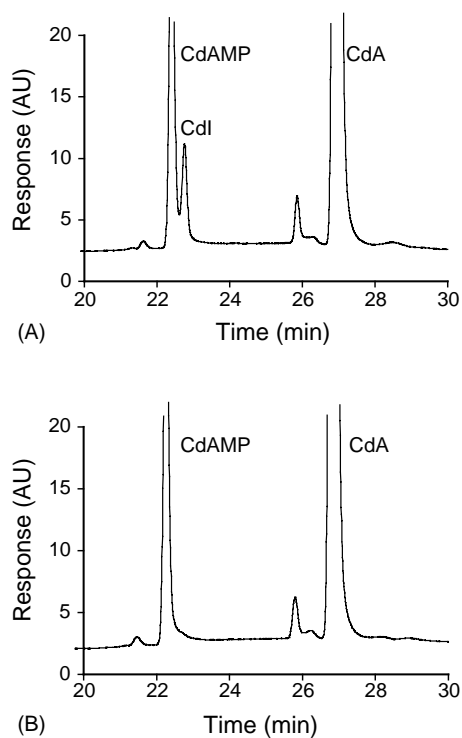 20
CdAMP
CdA
15
CdI
10
5
0
Response (AU)
20 22 24 26 28 30
(A)
Time (min)
20
CdAMP
CdA
15
10
5
0
Response (AU)
20 22 24 26 28 30
(B)
Time (min)